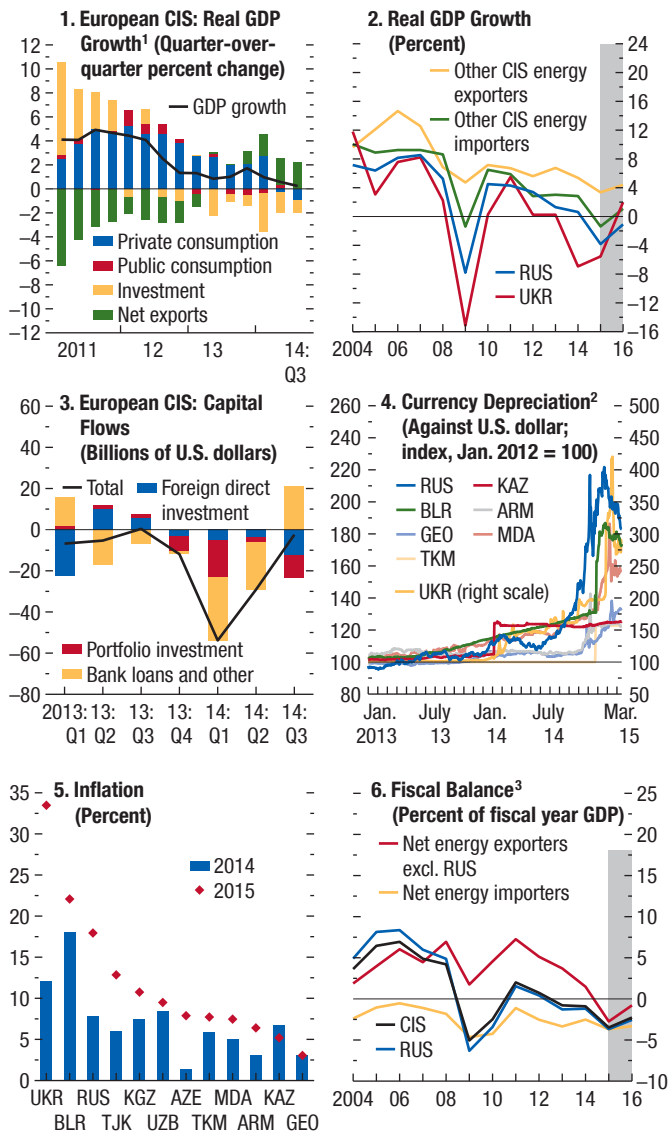 1. European CIS: Real GDP
Growth¹ (Quarter-over-
quarter percent change)
12
10
8
6
4
2
0
–2
–4
–6
–8
–10
–12
GDP growth
Private consumption
Public consumption
Investment
Net exports
2011
12
13
14:
Q3
2. Real GDP Growth
(Percent)
24
20
16
12
8
4
0
–4
–8
–12
–16
Other CIS energy
exporters
Other CIS energy
importers
RUS
UKR
2004 06 08 10 12 14 16
3. European CIS: Capital
Flows
(Billions of U.S. dollars)
60
40
20
0
–20
–40
–60
–80
Total
Foreign direct
investment
Portfolio investment
Bank loans and other
2013: 13: 13: 13: 14: 14: 14:
Q1 Q2 Q3 Q4 Q1 Q2 Q3
4. Currency Depreciation²
(Against U.S. dollar;
index, Jan. 2012 = 100)
260
240
220
200
180
160
140
120
100
80
500
450
400
350
300
250
200
150
100
50
RUS
BLR
GEO
TKM
KAZ
ARM
MDA
UKR (right scale)
Jan. July Jan. July Mar.
2013 13 14 14 15
5. Inflation
(Percent)
35
30
25
20
15
10
5
0
2014
2015
UKR RUS KGZ AZE MDA KAZ
BLR TJK UZB TKM ARM GEO
6. Fiscal Balance³
(Percent of fiscal year GDP)
25
20
15
10
5
0
–5
–10
Net energy exporters
excl. RUS
Net energy importers
CIS
RUS
2004 06 08 10 12 14 16